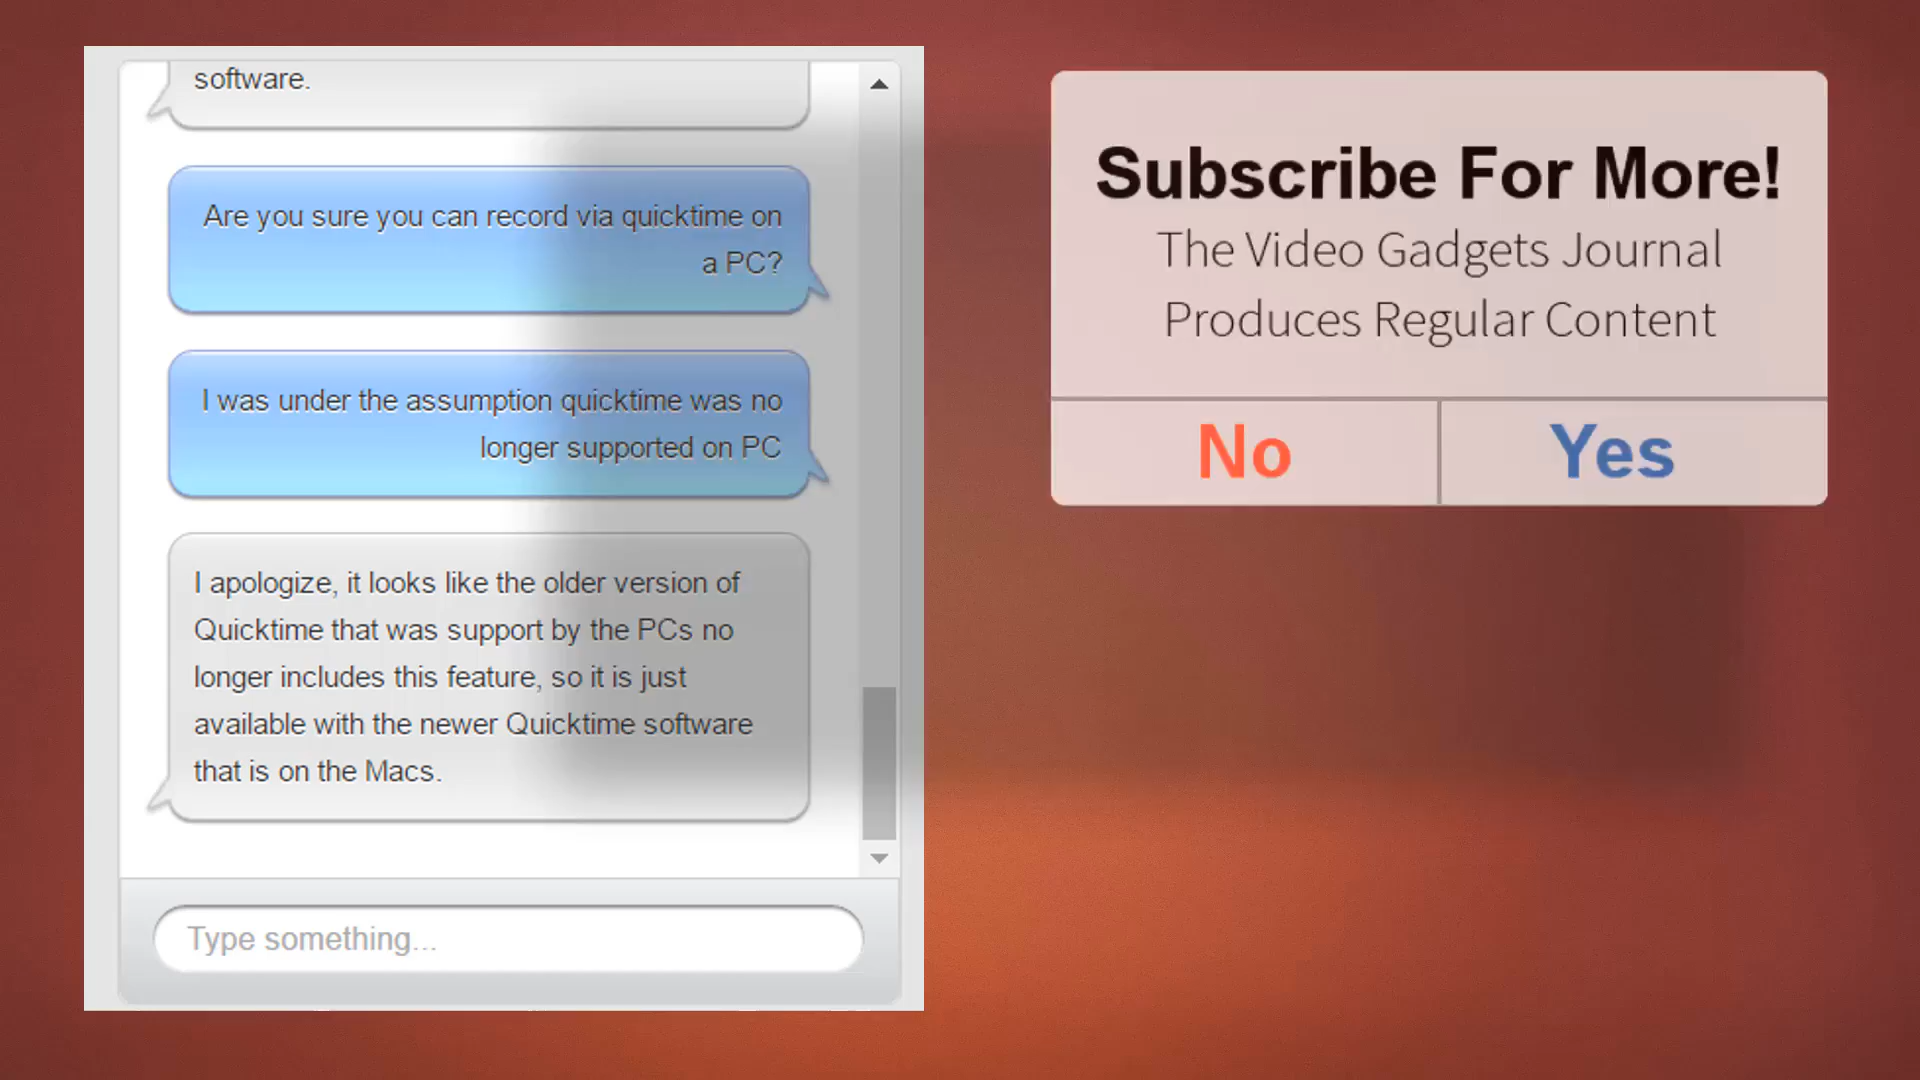 software.
Are you sure you can record via quicktime on
a PC?
I was under the assumption quicktime was no
longer supported on PC
I apologize, it looks like the older version of
Quicktime that was support by the PCs no
longer includes this feature, so it is just
available with the newer Quicktime software
that is on the Macs.
Type something...
Subscribe For More!
The Video Gadgets Journal
Produces Regular Content
No
Yes